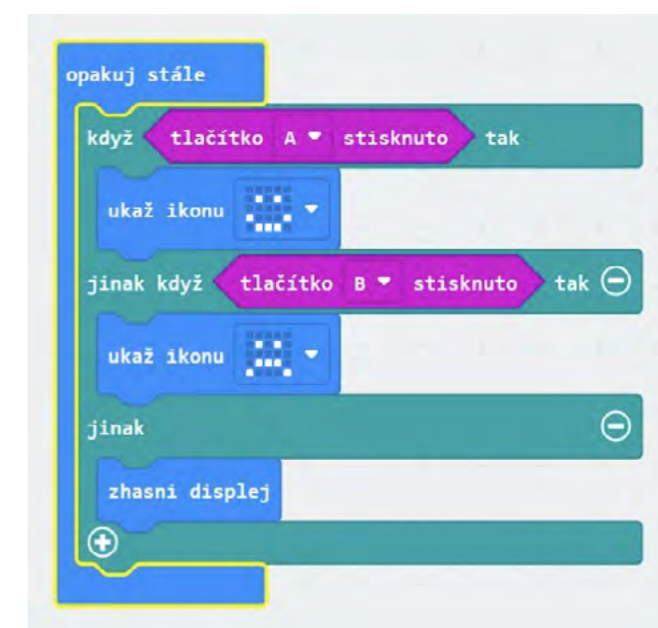 opakuj stále
když tlačítko A stisknuto tak
ukaž ikonu
jinak když tlačítko B stisknuto tak
ukaž ikonu
jinak
zhasni displej